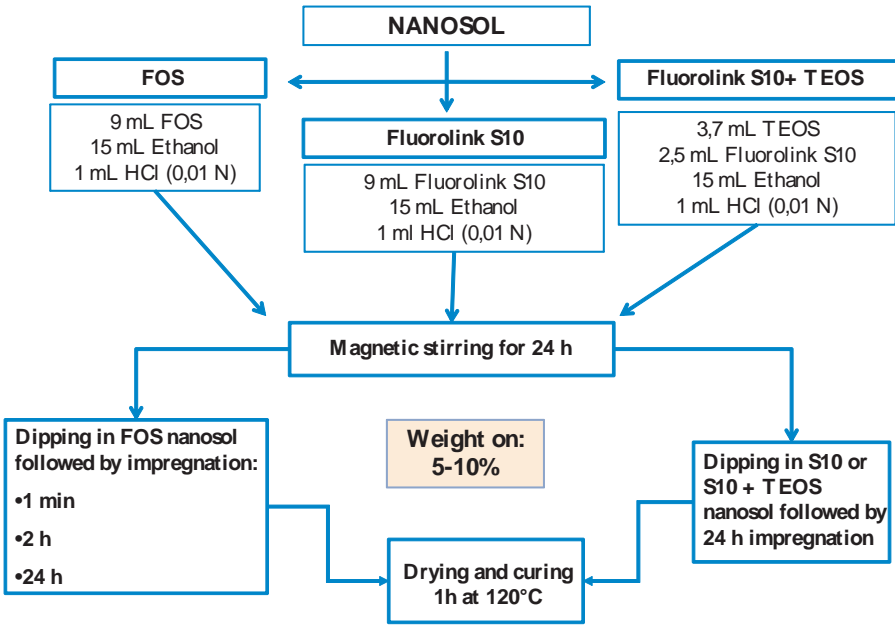 NANOSOL
FOS
9 mL FOS
15 mL Ethanol
1 mL HCl (0,01 N)
Fluorolink S10
9 mL Fluorolink S10
15 mL Ethanol
1 ml HCl (0,01 N)
Fluorolink S10+ TEOS
3,7 mL TEOS
2,5 mL Fluorolink S10
15 mL Ethanol
1 mL HCl (0,01 N)
Magnetic stirring for 24 h
Dipping in FOS nanosol
followed by impregnation:
•1 min
•2 h
•24 h
Weight on:
5-10%
Dipping in S10 or
S10 + TEOS
nanosol followed by
24 h impregnation
Drying and curing
1h at 120°C